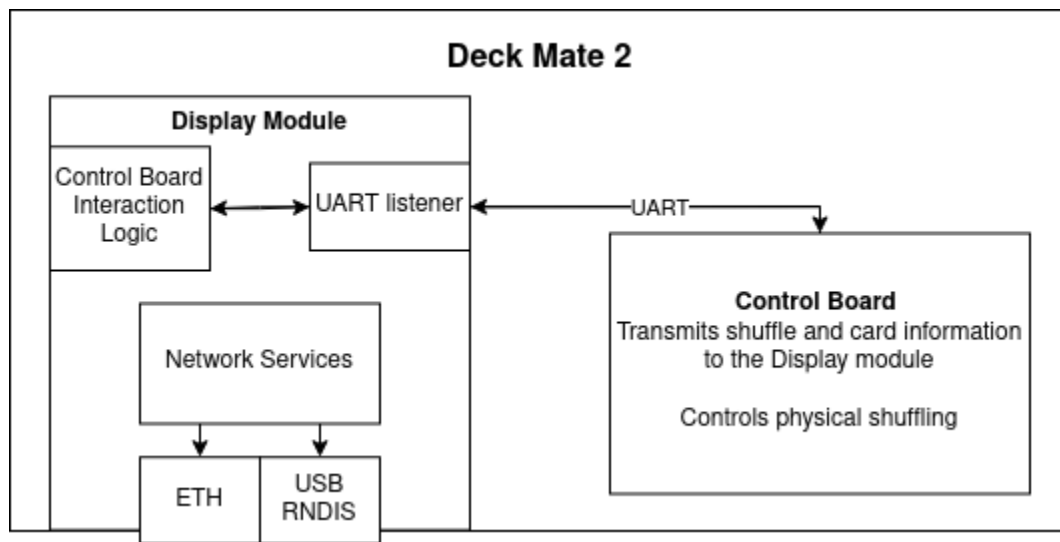 Deck Mate 2
Display Module
Control Board
Interaction
Logic
UART listener
UART
Control Board
Transmits shuffle and card information
to the Display module
Controls physical shuffling
Network Services
ETH
USB
RNDIS